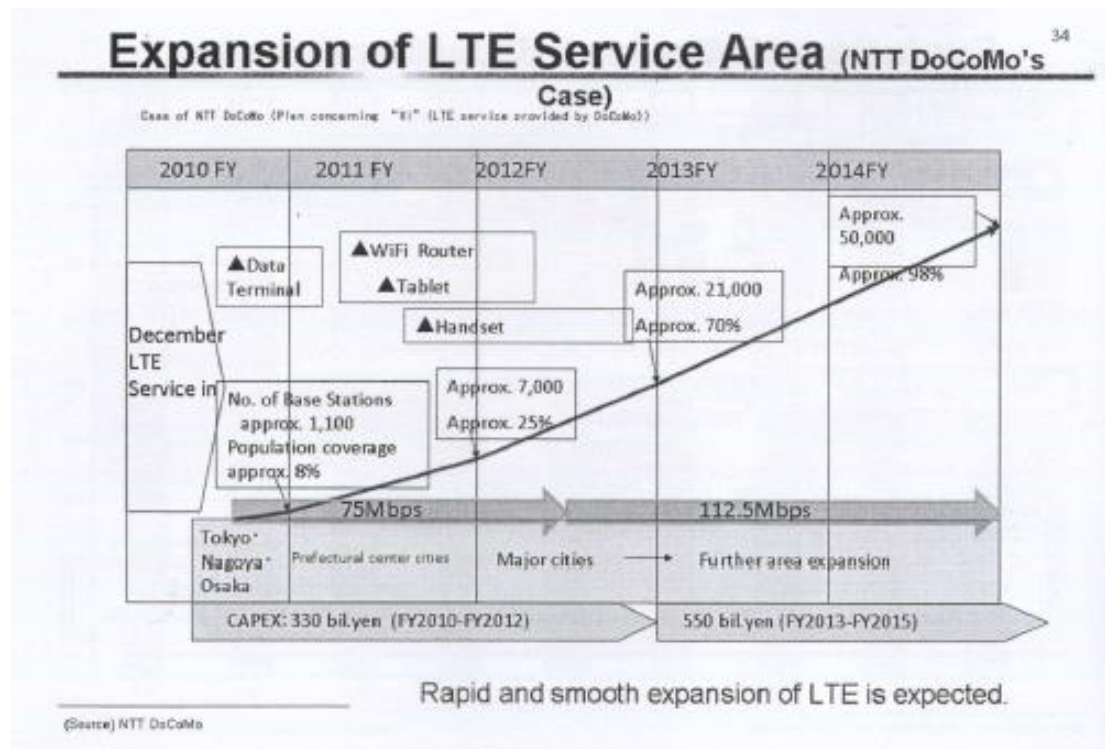 34
Expansion of LTE Service Area (NTT DoCoMo's
Case)
Case of NTT DoCoMo (Plan concerning "Xi" (LTE service provided by DoCoMo))
2010 FY 2011 FY 2012FY 2013FY 2014FY
Approx.
50,000
Approx. 98%
▲WiFi Router
▲Tablet
▲Data
Terminal
Approx. 21,000
Approx. 70%
▲Handset
December
LTE
Service in
Approx. 7,000
Approx. 25%
No. of Base Stations
approx. 1,100
Population coverage
approx. 8%
75Mbps 112.5Mbps
Tokyo·
Nagoya·
Osaka
Prefectural center cities Major cities → Further area expansion
CAPEX: 330 bil.yen (FY2010-FY2012) 550 bil.yen (FY2013-FY2015)
Rapid and smooth expansion of LTE is expected.
(Source) NTT DoCoMo